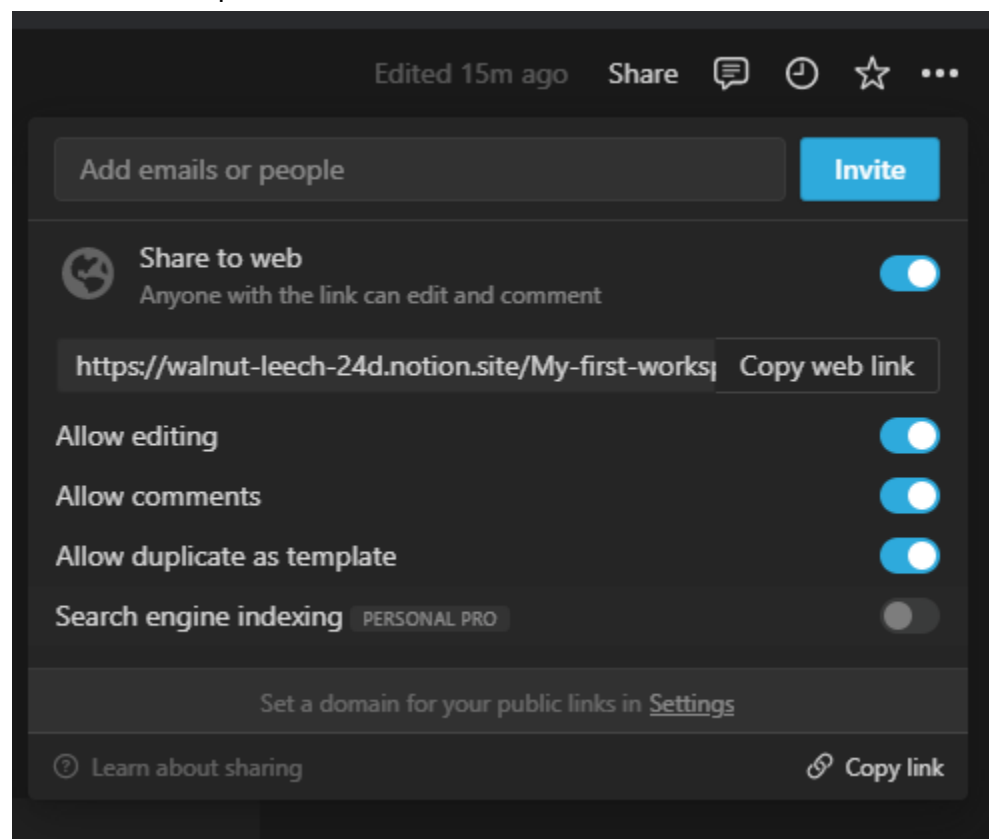 Edited 15m ago Share
Add emails or people Invite
Share to web
Anyone with the link can edit and comment
https://walnut-leech-24d.notion.site/My-first-works Copy web link
Allow editing
Allow comments
Allow duplicate as template
Search engine indexing PERSONAL PRO
Set a domain for your public links in Settings
Learn about sharing Copy link